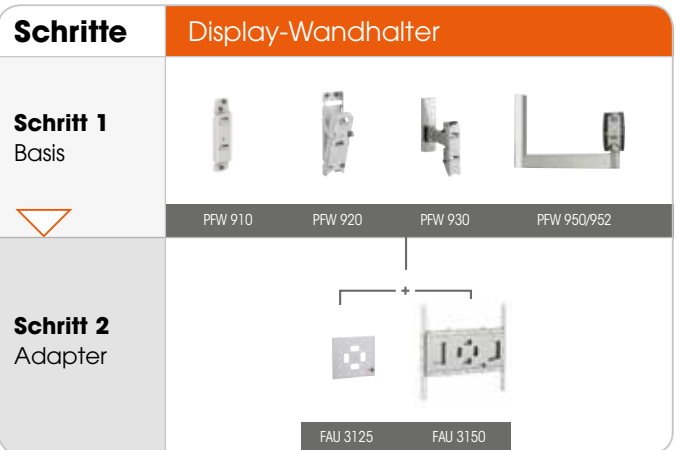 Schritte
Display-Wandhalter
Schritt 1
Basis
PFW 910 PFW 920 PFW 930 PFW 950/952
+
Schritt 2
Adapter
FAU 3125 FAU 3150